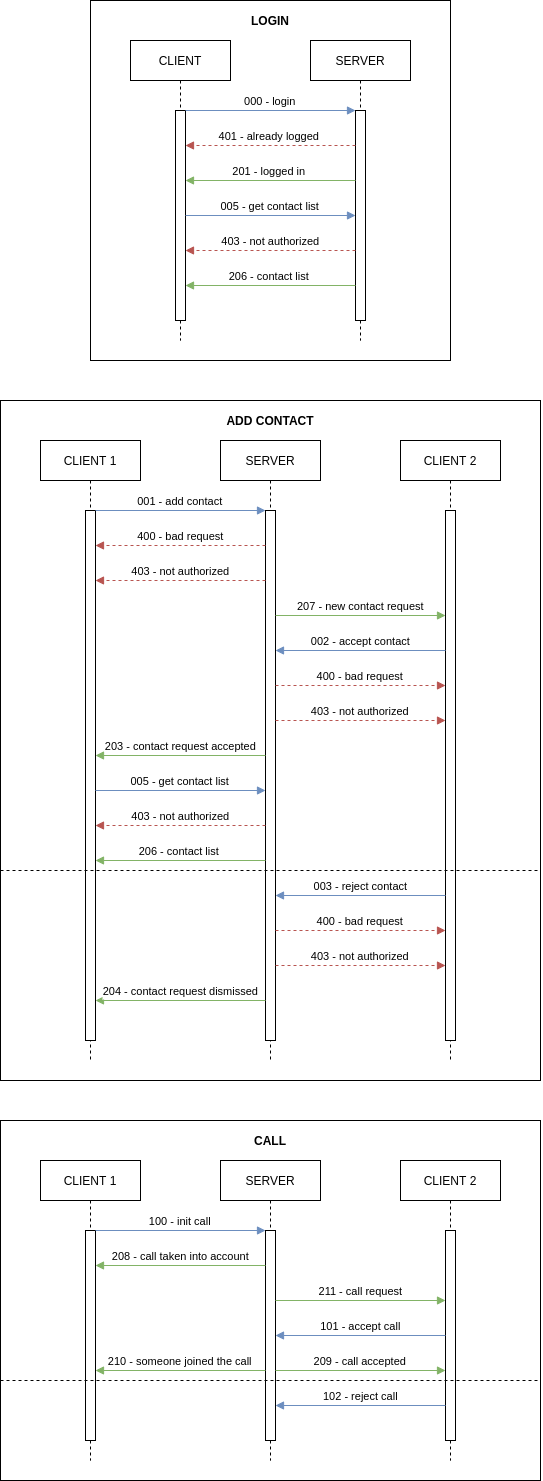 LOGIN
CLIENT
SERVER
000 - login
401 - already logged
201 - logged in
005 - get contact list
403 - not authorized
206 - contact list
ADD CONTACT
CLIENT 1
SERVER
CLIENT 2
001 - add contact
400 - bad request
403 - not authorized
207 - new contact request
002 - accept contact
400 - bad request
403 - not authorized
203 - contact request accepted
005 - get contact list
403 - not authorized
206 - contact list
003 - reject contact
400 - bad request
403 - not authorized
204 - contact request dismissed
CALL
CLIENT 1
SERVER
CLIENT 2
100 - init call
208 - call taken into account
211 - call request
101 - accept call
210 - someone joined the call
209 - call accepted
102 - reject call